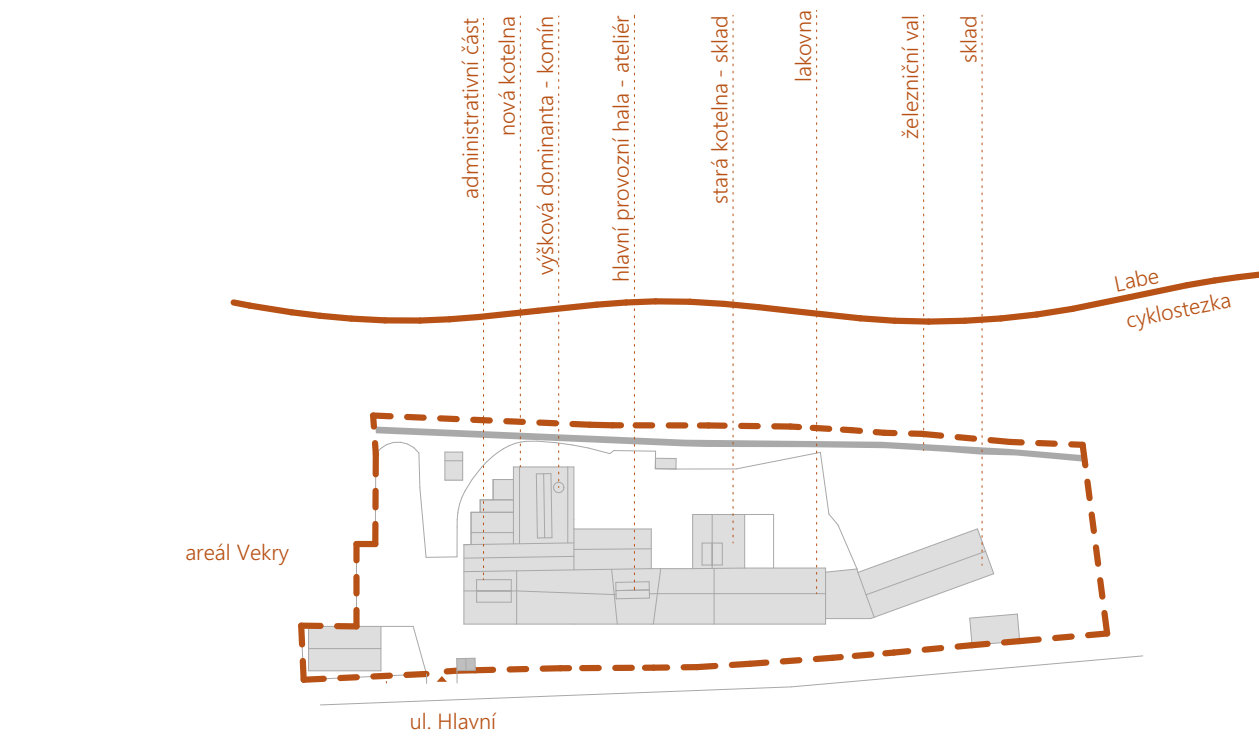 administrativní část
nová kotelna
výšková dominanta - komín
hlavní provozní hala - ateliér
stará kotelna - sklad
lakovna
železniční val
sklad
Labe
cyklostezka
areál Vekry
ul. Hlavní